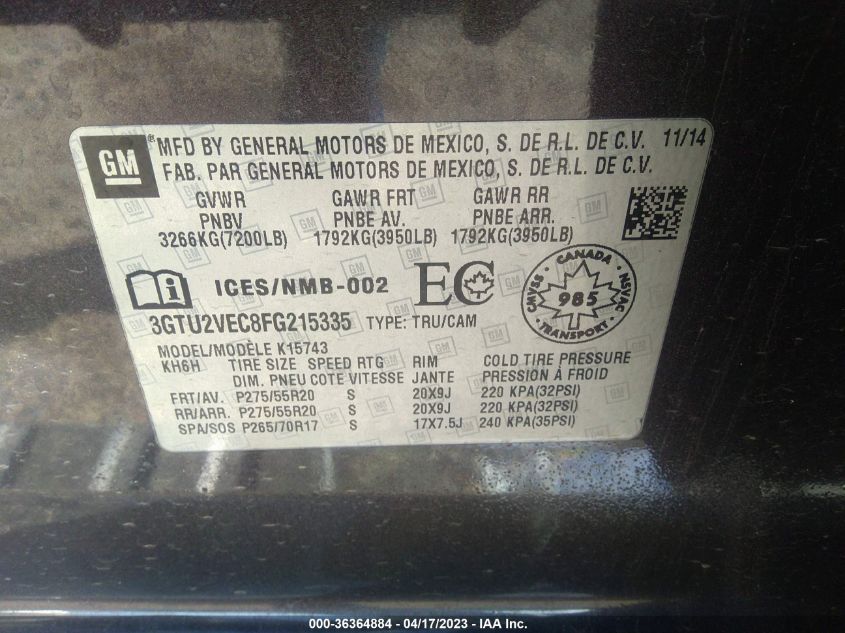 GM
® MFD BY GENERAL MOTORS DE MEXICO, S. DE R.L. DE C.V. 11/14
FAB. PAR GENERAL MOTORS DE MEXICO, S. DE R.L. DE C.V.
GVWR GAWR FRT GAWR RR
PNBV PNBE AV. PNBE ARR.
3266KG(7200LB) 1792KG(3950LB) 1792KG(3950LB)
ICES/NMB-002 EC
CANADA
CMVSS 985 NSVAC
TRANSPORT
3GTU2VEC8FG215335 TYPE: TRU/CAM
MODEL/MODÈLE K15743
KH6H TIRE SIZE SPEED RTG RIM COLD TIRE PRESSURE
DIM. PNEU COTE VITESSE JANTE PRESSION À FROID
FRT/AV. P275/55R20 S 20X9J 220 KPA(32PSI)
RR/ARR. P275/55R20 S 20X9J 220 KPA(32PSI)
SPA/SOS P265/70R17 S 17X7.5J 240 KPA(35PSI)
000-36364884 / 04/17/2023 - IAA Inc.